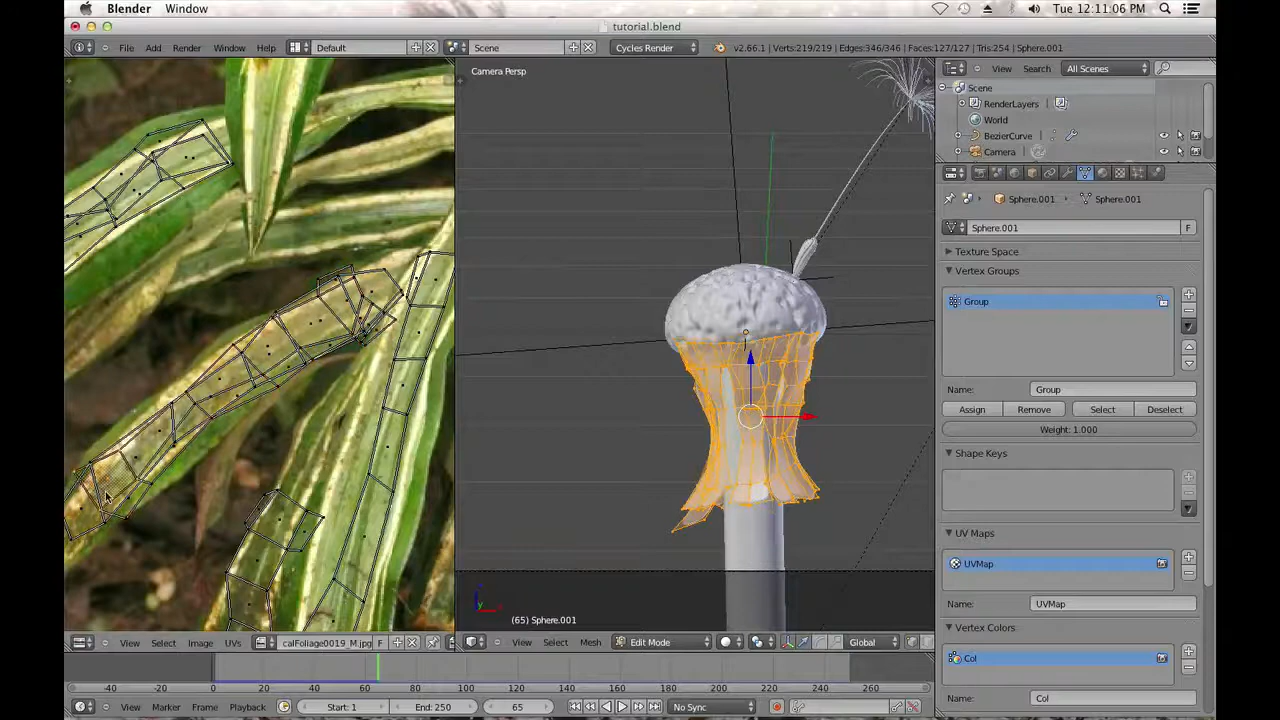 Blender Window Tue 12:11:06 PM
tutorial.blend
File Add Render Window Help Default Scene Cycles Render v2.66.1 | Verts:219/219 | Edges:346/346 | Faces:127/127 | Tris:254 | Sphere.001
View Search All Scenes
Camera Persp
Scene
RenderLayers
World
BezierCurve
Camera
Sphere.001 Sphere.001
Sphere.001 F
Texture Space
Vertex Groups
Group
Name: Group
Assign Remove Select Deselect
Weight: 1.000
Shape Keys
UV Maps
UVMap
Name: UVMap
Vertex Colors
Col
Name: Col
y
(65) Sphere.001
View Select Image UVs calFoliage0019_M.jpg F
View Select Mesh Edit Mode Global
-40 -20 0 20 40 60 80 100 120 140 160 180 200 220 240 260
View Marker Frame Playback Start: 1 End: 250 65 No Sync